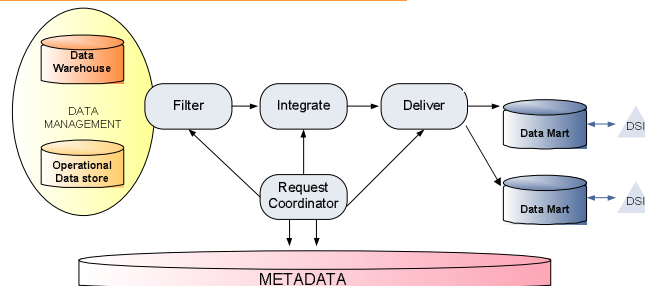 Data
Warehouse
DATA
MANAGEMENT
Operational
Data store
Filter
Integrate
Deliver
Request
Coordinator
Data Mart
DSI
Data Mart
DSI
METADATA